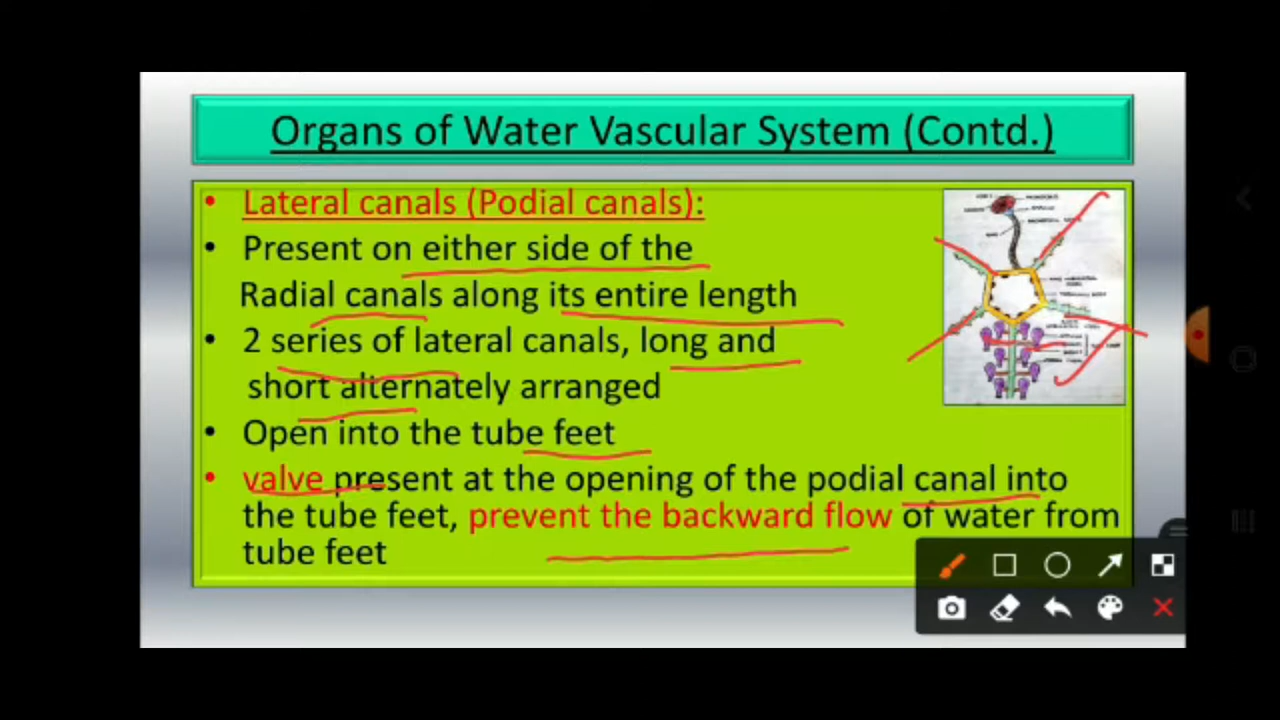 Organs of Water Vascular System (Contd.)
• Lateral canals (Podial canals):
• Present on either side of the
Radial canals along its entire length
• 2 series of lateral canals, long and
short alternately arranged
• Open into the tube feet
• valve present at the opening of the podial canal into
the tube feet, prevent the backward flow of water from
tube feet